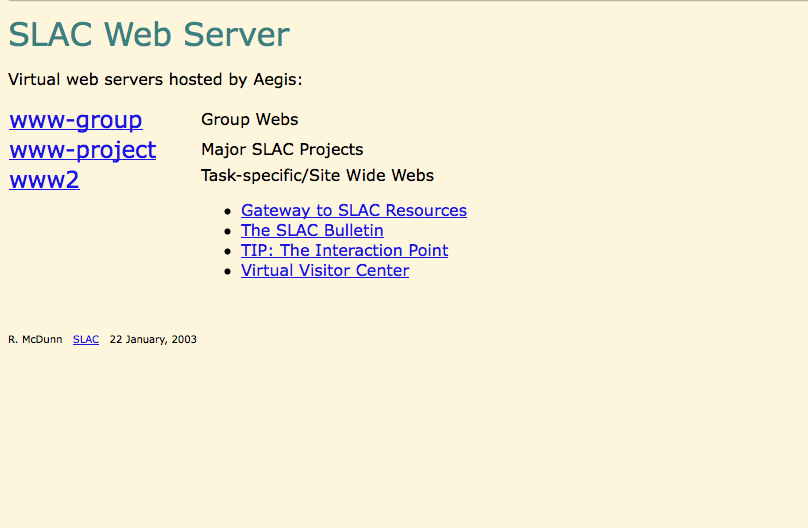 SLAC Web Server
Virtual web servers hosted by Aegis:
www-group Group Webs
www-project Major SLAC Projects
www2 Task-specific/Site Wide Webs
• Gateway to SLAC Resources
• The SLAC Bulletin
• TIP: The Interaction Point
• Virtual Visitor Center
R. McDunn SLAC 22 January, 2003